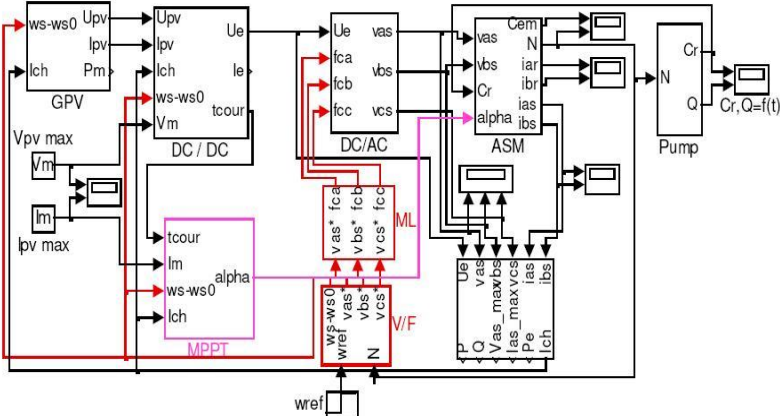 ws-ws0
Ich
Upv
Ipv
Pm
GPV
Upv
Ipv
Ich
ws-ws0
Vm
Ue
Ie
tcour
DC / DC
Ue
fca
fcb
fcc
vas
vbs
vcs
DC/AC
vas
vbs
Cr
alpha
Cem
N
iar
ibr
ias
ibs
ASM
N
Cr
Q
Pump
Cr,Q=f(t)
Vpv max
Vm
Im
Ipv max
tcour
Im
ws-ws0
Ich
alpha
MPPT
fca
fcb
fcc
vas*
vbs*
vcs*
ML
ws-ws0
vas*
vbs*
vcs*
wref
N
V/F
wref
Ue
vas
vbs
vcs
ias
ibs
P
Q
Vas_max
Ias_max
Pe
Ich